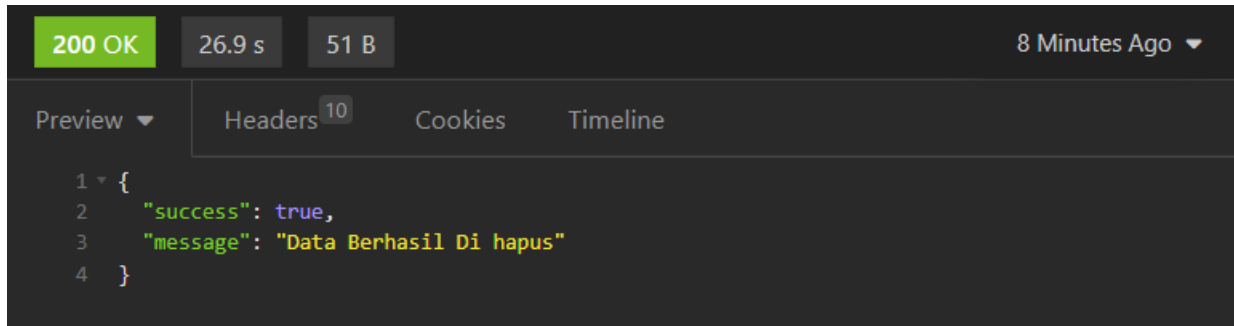 200 OK 26.9 s 51 B 8 Minutes Ago
Preview Headers 10 Cookies Timeline
1 {
2 "success": true,
3 "message": "Data Berhasil Di hapus"
4 }